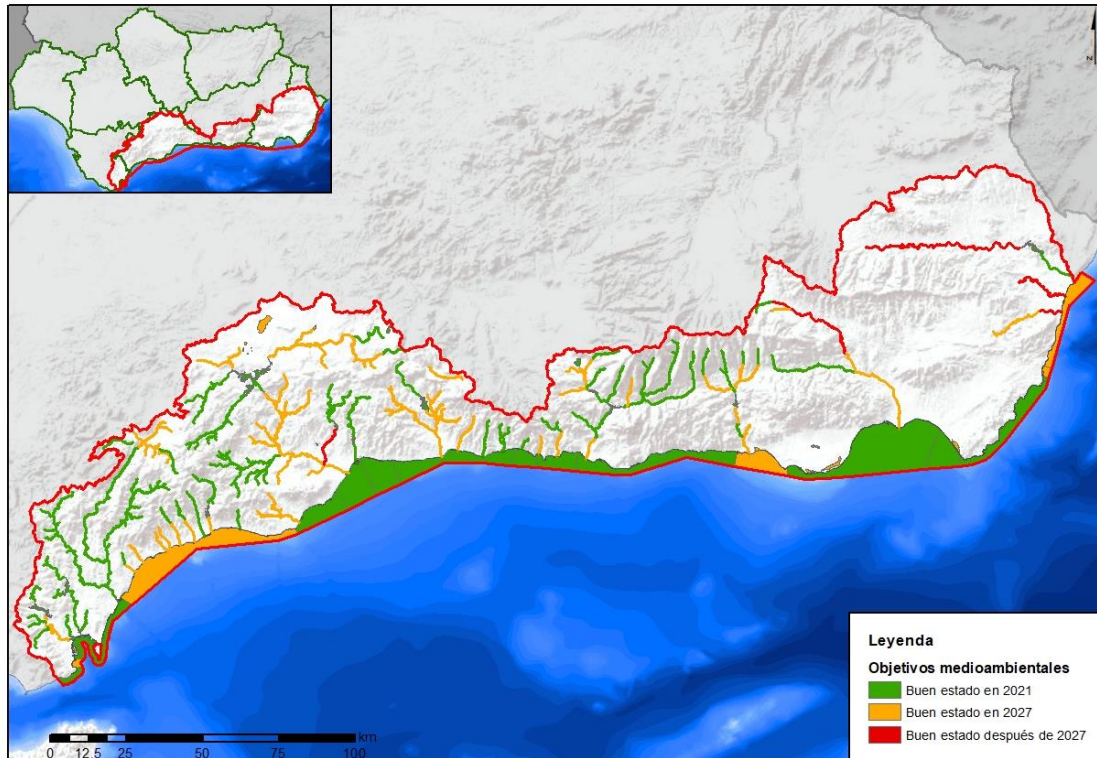 N
Leyenda
Objetivos medioambientales
Buen estado en 2021
Buen estado en 2027
Buen estado después de 2027
km
0 12.5 25 50 75 100